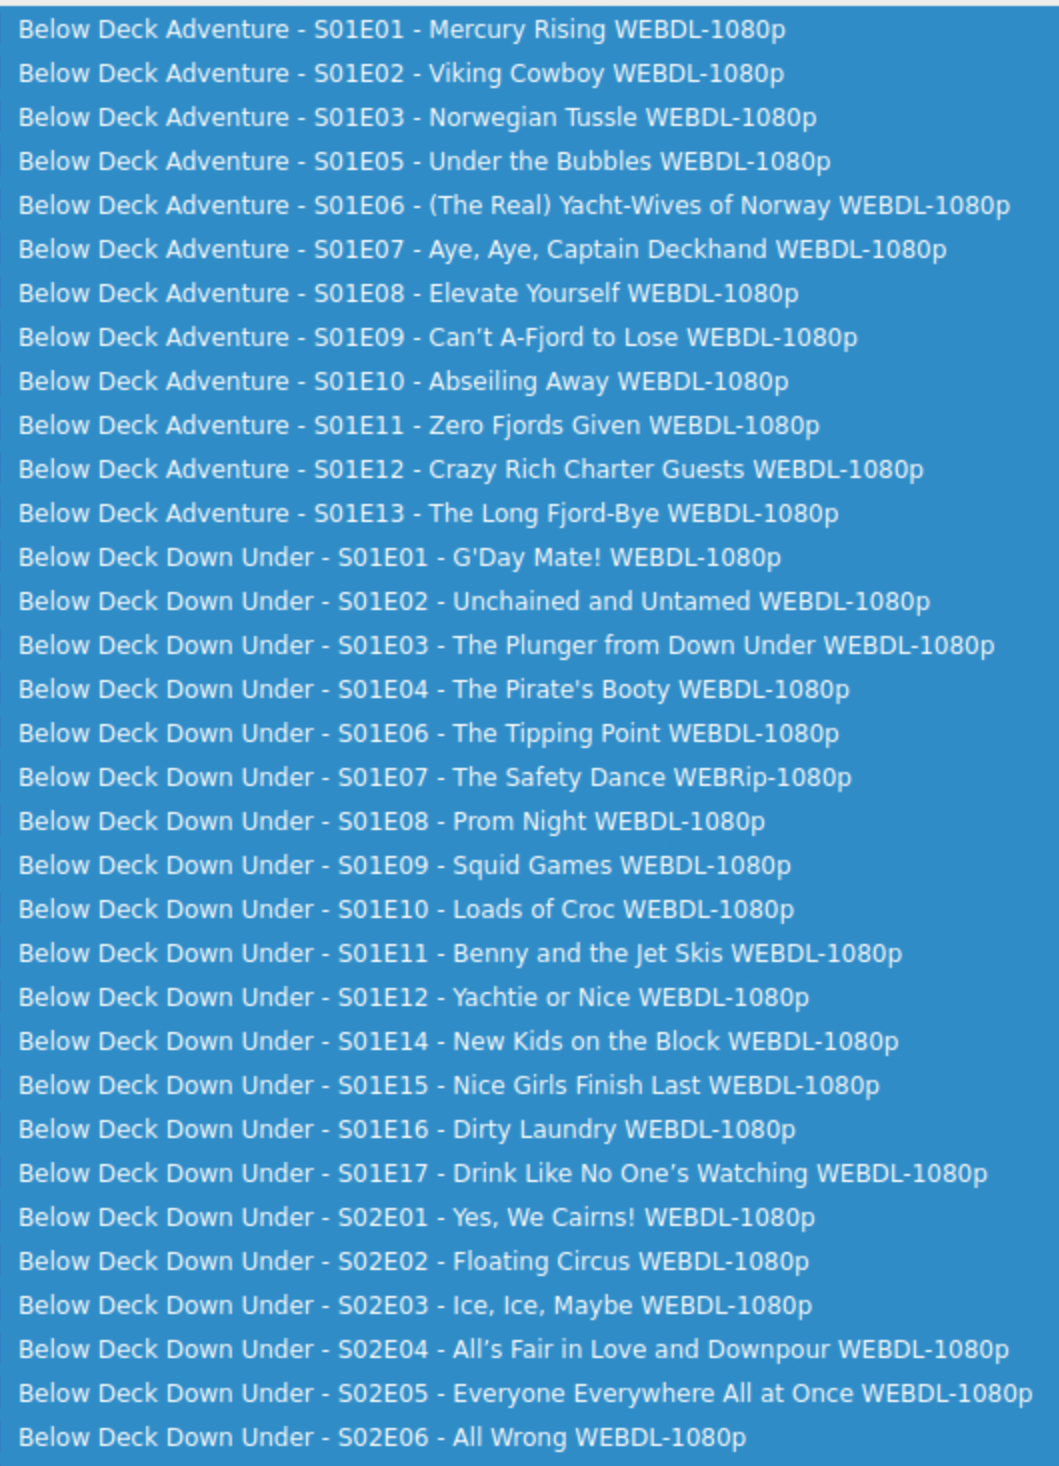 Below Deck Adventure - S01E01 - Mercury Rising WEBDL-1080p
Below Deck Adventure - S01E02 - Viking Cowboy WEBDL-1080p
Below Deck Adventure - S01E03 - Norwegian Tussle WEBDL-1080p
Below Deck Adventure - S01E05 - Under the Bubbles WEBDL-1080p
Below Deck Adventure - S01E06 - (The Real) Yacht-Wives of Norway WEBDL-1080p
Below Deck Adventure - S01E07 - Aye, Aye, Captain Deckhand WEBDL-1080p
Below Deck Adventure - S01E08 - Elevate Yourself WEBDL-1080p
Below Deck Adventure - S01E09 - Can’t A-Fjord to Lose WEBDL-1080p
Below Deck Adventure - S01E10 - Abseiling Away WEBDL-1080p
Below Deck Adventure - S01E11 - Zero Fjords Given WEBDL-1080p
Below Deck Adventure - S01E12 - Crazy Rich Charter Guests WEBDL-1080p
Below Deck Adventure - S01E13 - The Long Fjord-Bye WEBDL-1080p
Below Deck Down Under - S01E01 - G'Day Mate! WEBDL-1080p
Below Deck Down Under - S01E02 - Unchained and Untamed WEBDL-1080p
Below Deck Down Under - S01E03 - The Plunger from Down Under WEBDL-1080p
Below Deck Down Under - S01E04 - The Pirate's Booty WEBDL-1080p
Below Deck Down Under - S01E06 - The Tipping Point WEBDL-1080p
Below Deck Down Under - S01E07 - The Safety Dance WEBRip-1080p
Below Deck Down Under - S01E08 - Prom Night WEBDL-1080p
Below Deck Down Under - S01E09 - Squid Games WEBDL-1080p
Below Deck Down Under - S01E10 - Loads of Croc WEBDL-1080p
Below Deck Down Under - S01E11 - Benny and the Jet Skis WEBDL-1080p
Below Deck Down Under - S01E12 - Yachtie or Nice WEBDL-1080p
Below Deck Down Under - S01E14 - New Kids on the Block WEBDL-1080p
Below Deck Down Under - S01E15 - Nice Girls Finish Last WEBDL-1080p
Below Deck Down Under - S01E16 - Dirty Laundry WEBDL-1080p
Below Deck Down Under - S01E17 - Drink Like No One’s Watching WEBDL-1080p
Below Deck Down Under - S02E01 - Yes, We Cairns! WEBDL-1080p
Below Deck Down Under - S02E02 - Floating Circus WEBDL-1080p
Below Deck Down Under - S02E03 - Ice, Ice, Maybe WEBDL-1080p
Below Deck Down Under - S02E04 - All’s Fair in Love and Downpour WEBDL-1080p
Below Deck Down Under - S02E05 - Everyone Everywhere All at Once WEBDL-1080p
Below Deck Down Under - S02E06 - All Wrong WEBDL-1080p